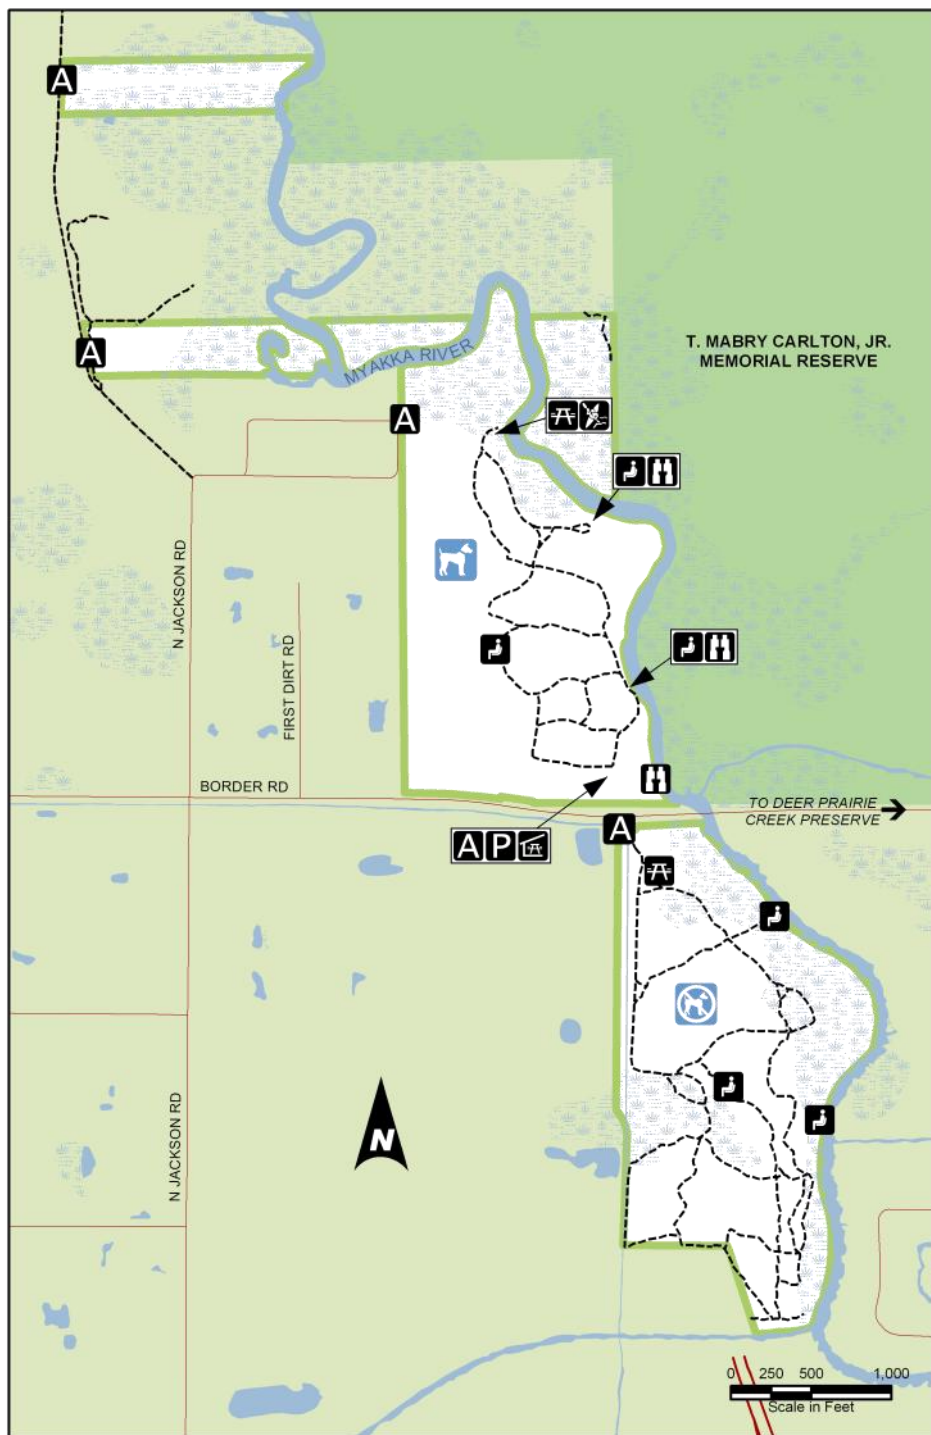 A
T. MABRY CARLTON, JR.
MEMORIAL RESERVE
A
MYAKKA RIVER
A
N JACKSON RD
FIRST DIRT RD
BORDER RD
TO DEER PRAIRIE
CREEK PRESERVE
A
A P
N JACKSON RD
N
0 250 500 1,000
Scale in Feet